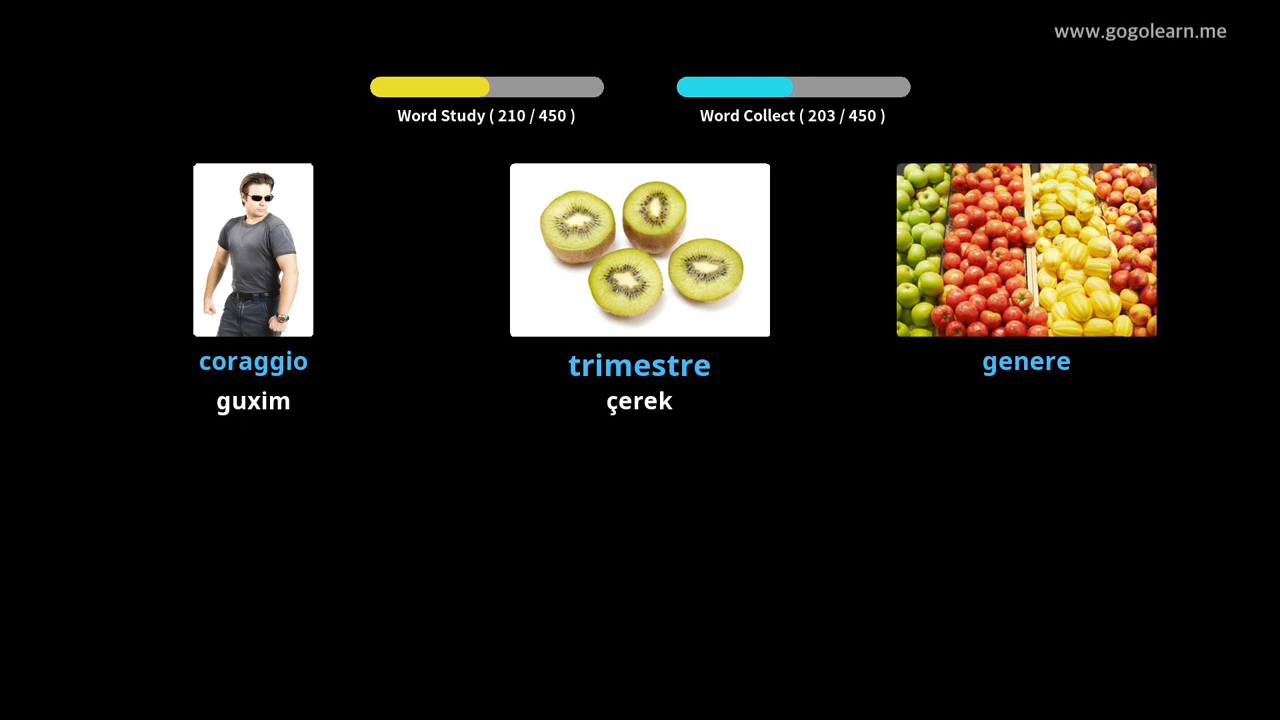 www.gogolearn.me
Word Study ( 210 / 450 )
Word Collect ( 203 / 450 )
coraggio
trimestre
genere
guxim
çerek